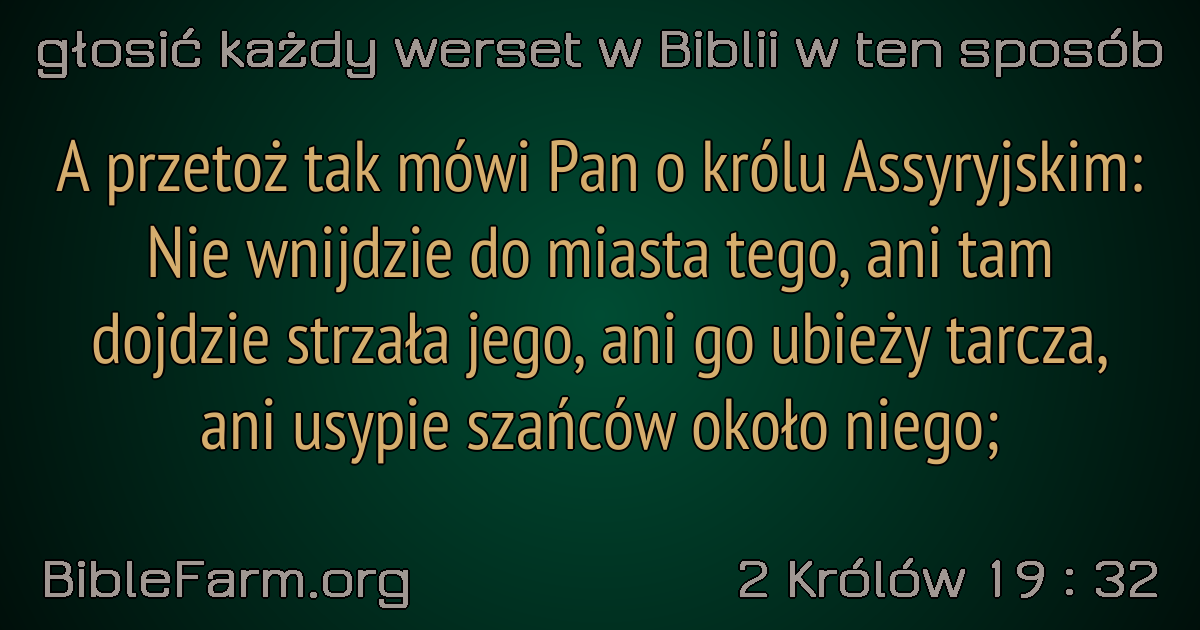 głosić każdy werset w Biblii w ten sposób
A przetoż tak mówi Pan o królu Assyryjskim:
Nie wnijdzie do miasta tego, ani tam
dojdzie strzała jego, ani go ubieży tarcza,
ani usypie szańców około niego;
BibleFarm.org
2 Królów 19 : 32